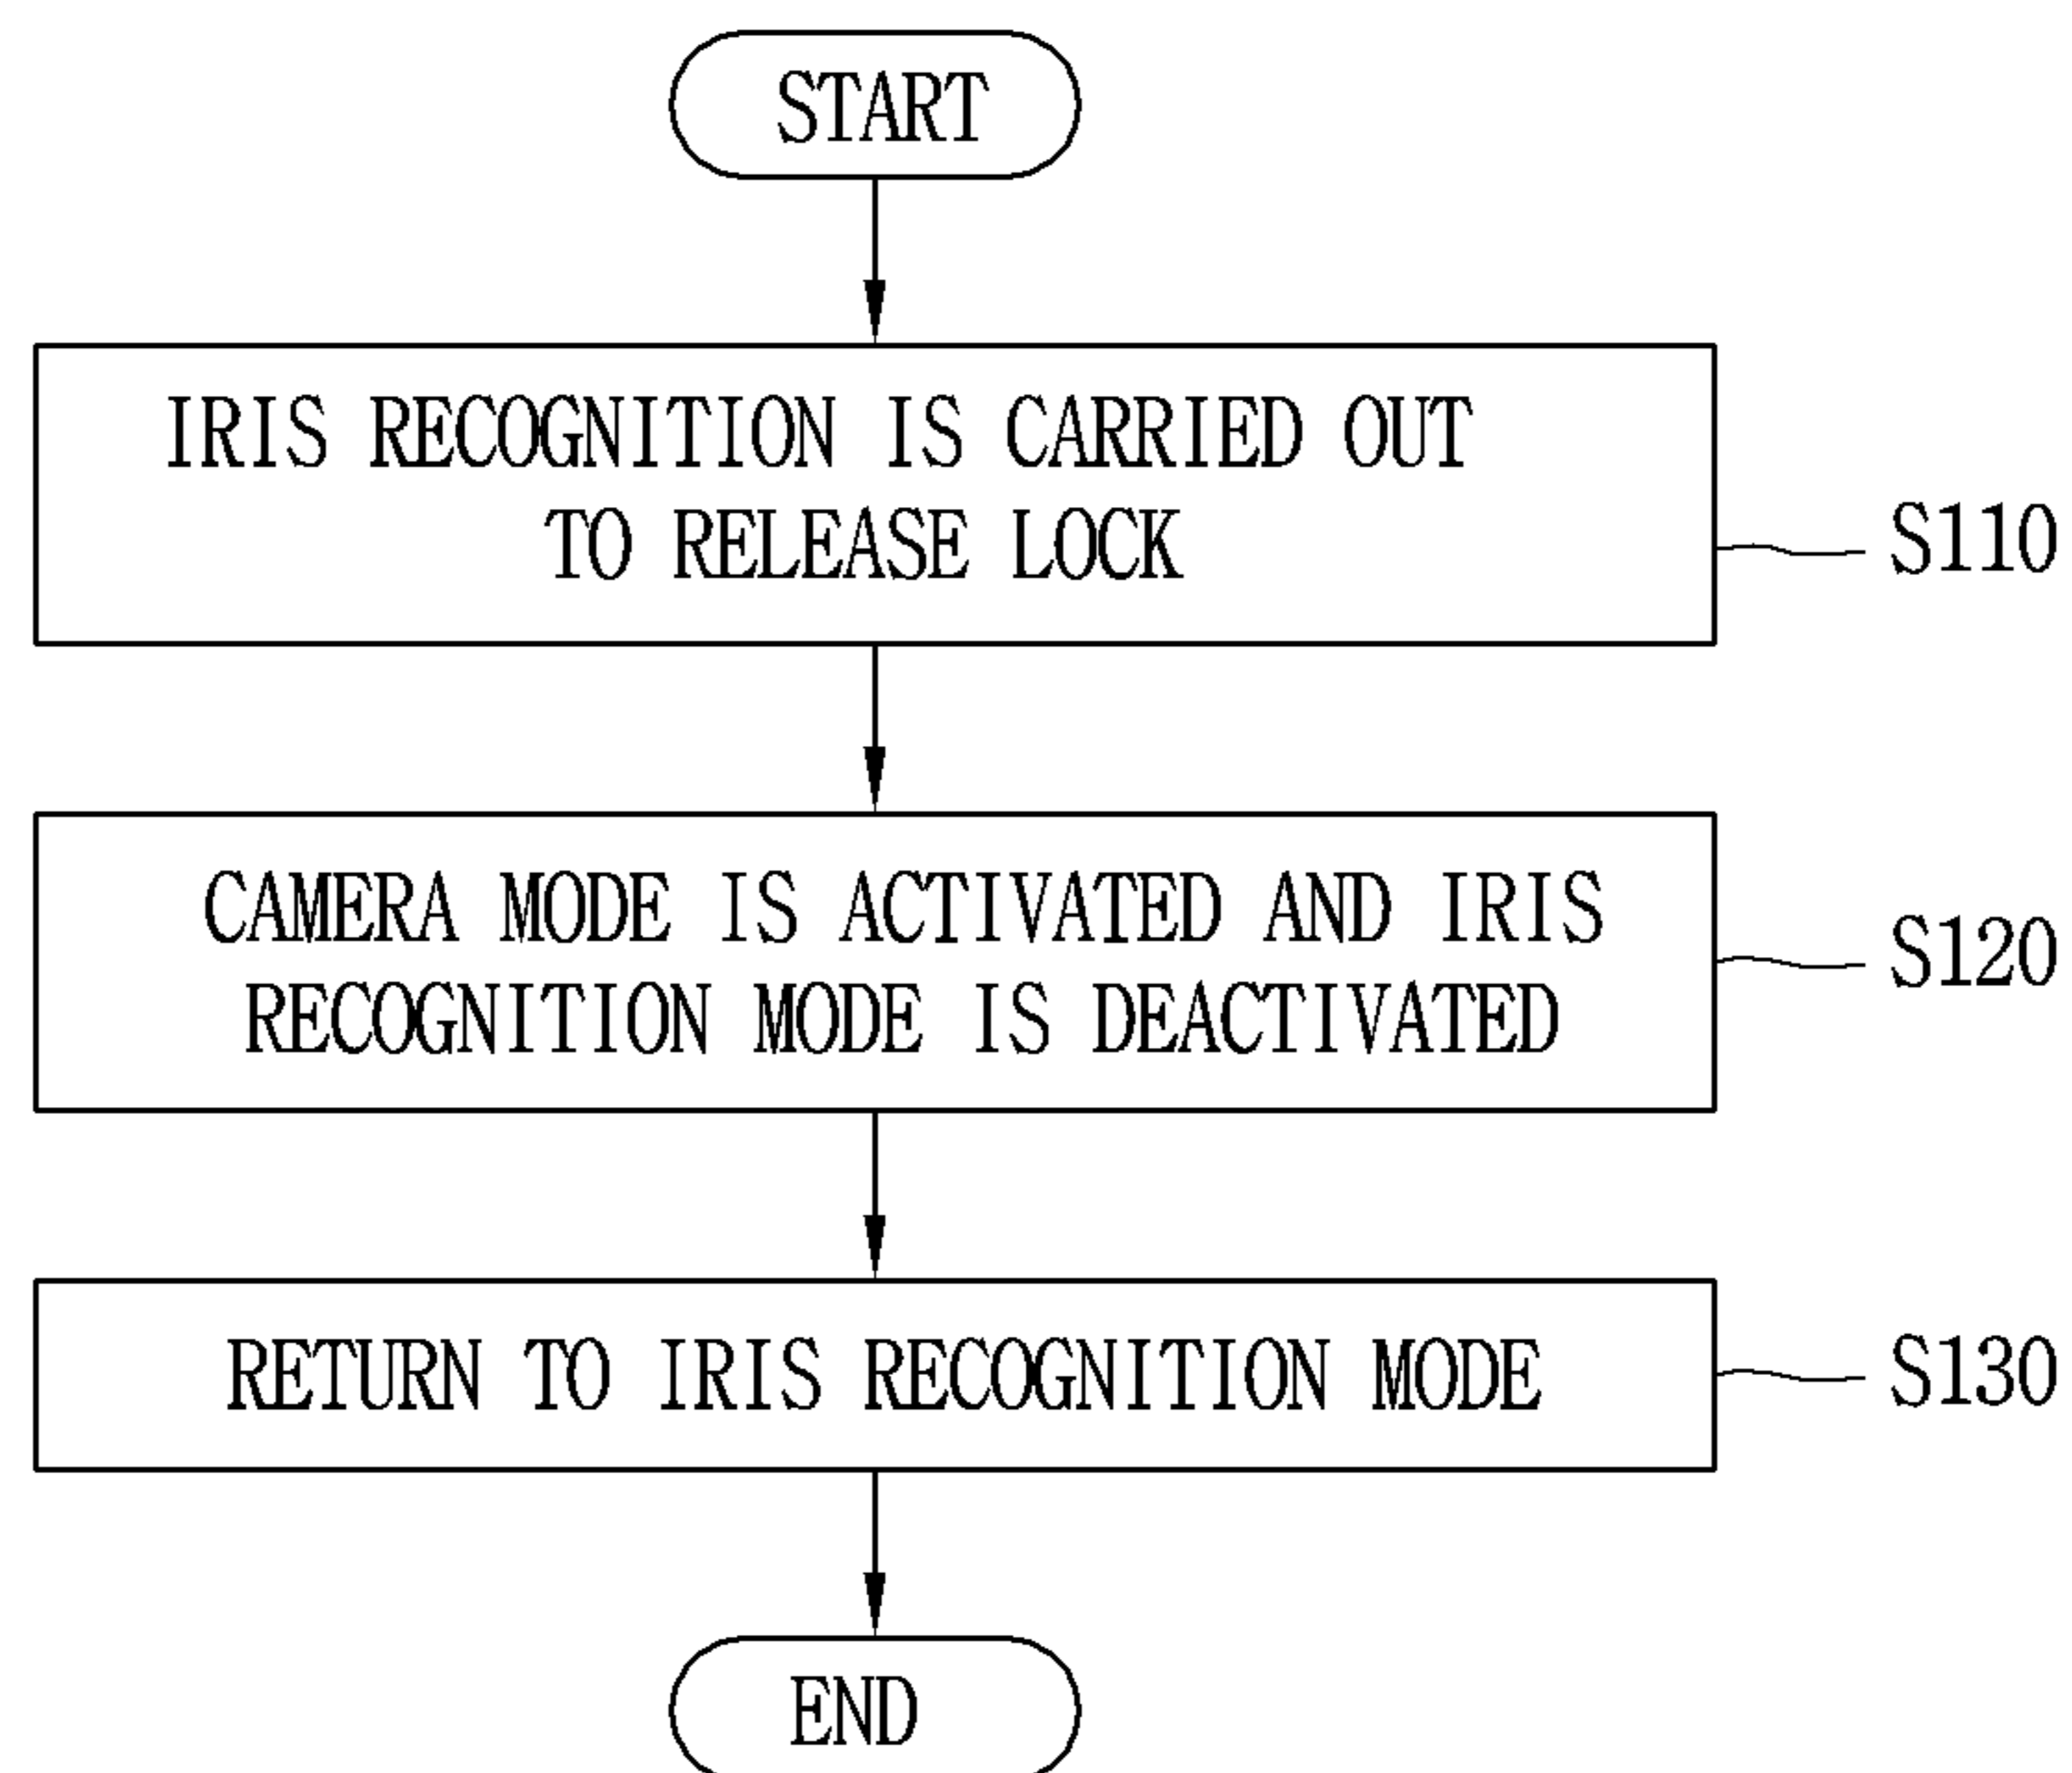 START
IRIS RECOGNITION IS CARRIED OUT
TO RELEASE LOCK
S110
CAMERA MODE IS ACTIVATED AND IRIS
RECOGNITION MODE IS DEACTIVATED
S120
RETURN TO IRIS RECOGNITION MODE
S130
END